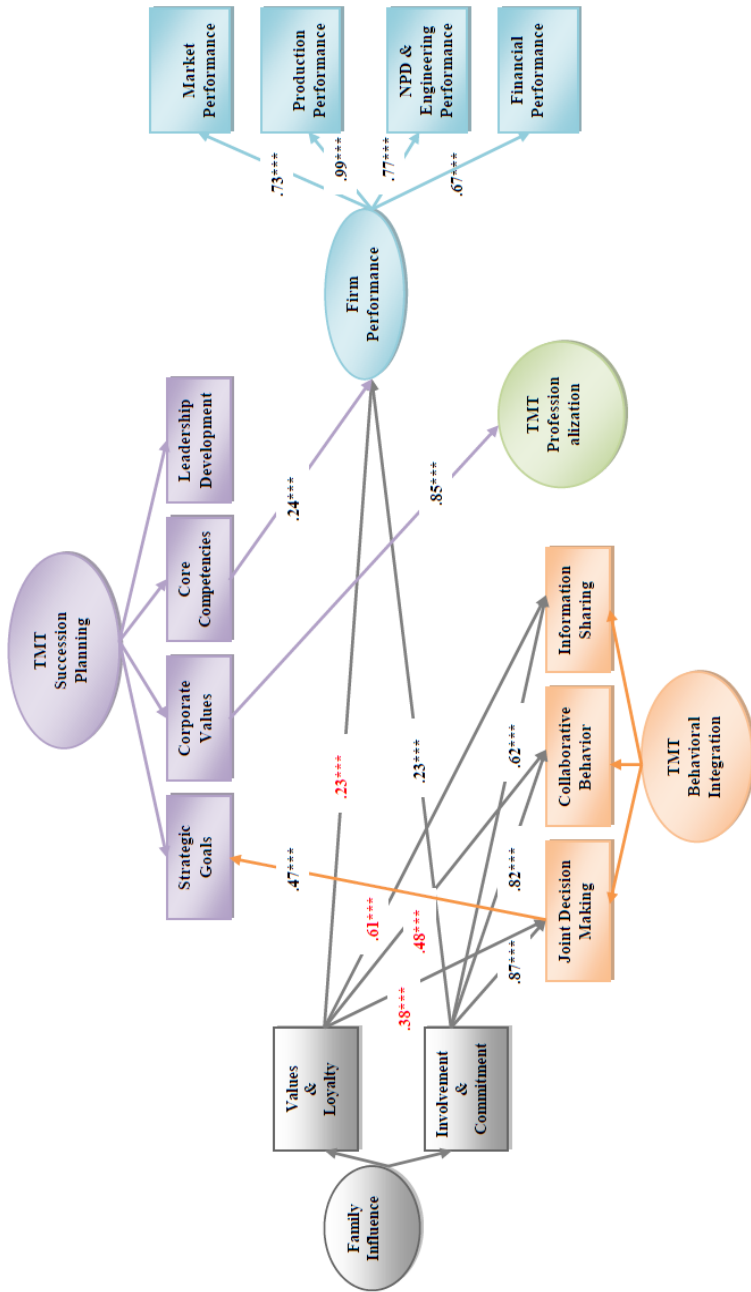 TMT
Succession
Planning
Strategic
Goals
Corporate
Values
Core
Competencies
Leadership
Development
Market
Performance
Production
Performance
NPD &
Engineering
Performance
Financial
Performance
.73***
.99***
.77***
.67***
Firm
Performance
.24***
.85***
TMT
Profession
alization
.23***
.23***
.47***
.61***
.48***
.38***
.62***
.82***
.87***
Family
Influence
Values
&
Loyalty
Involvement
&
Commitment
Joint Decision
Making
Collaborative
Behavior
Information
Sharing
TMT
Behavioral
Integration